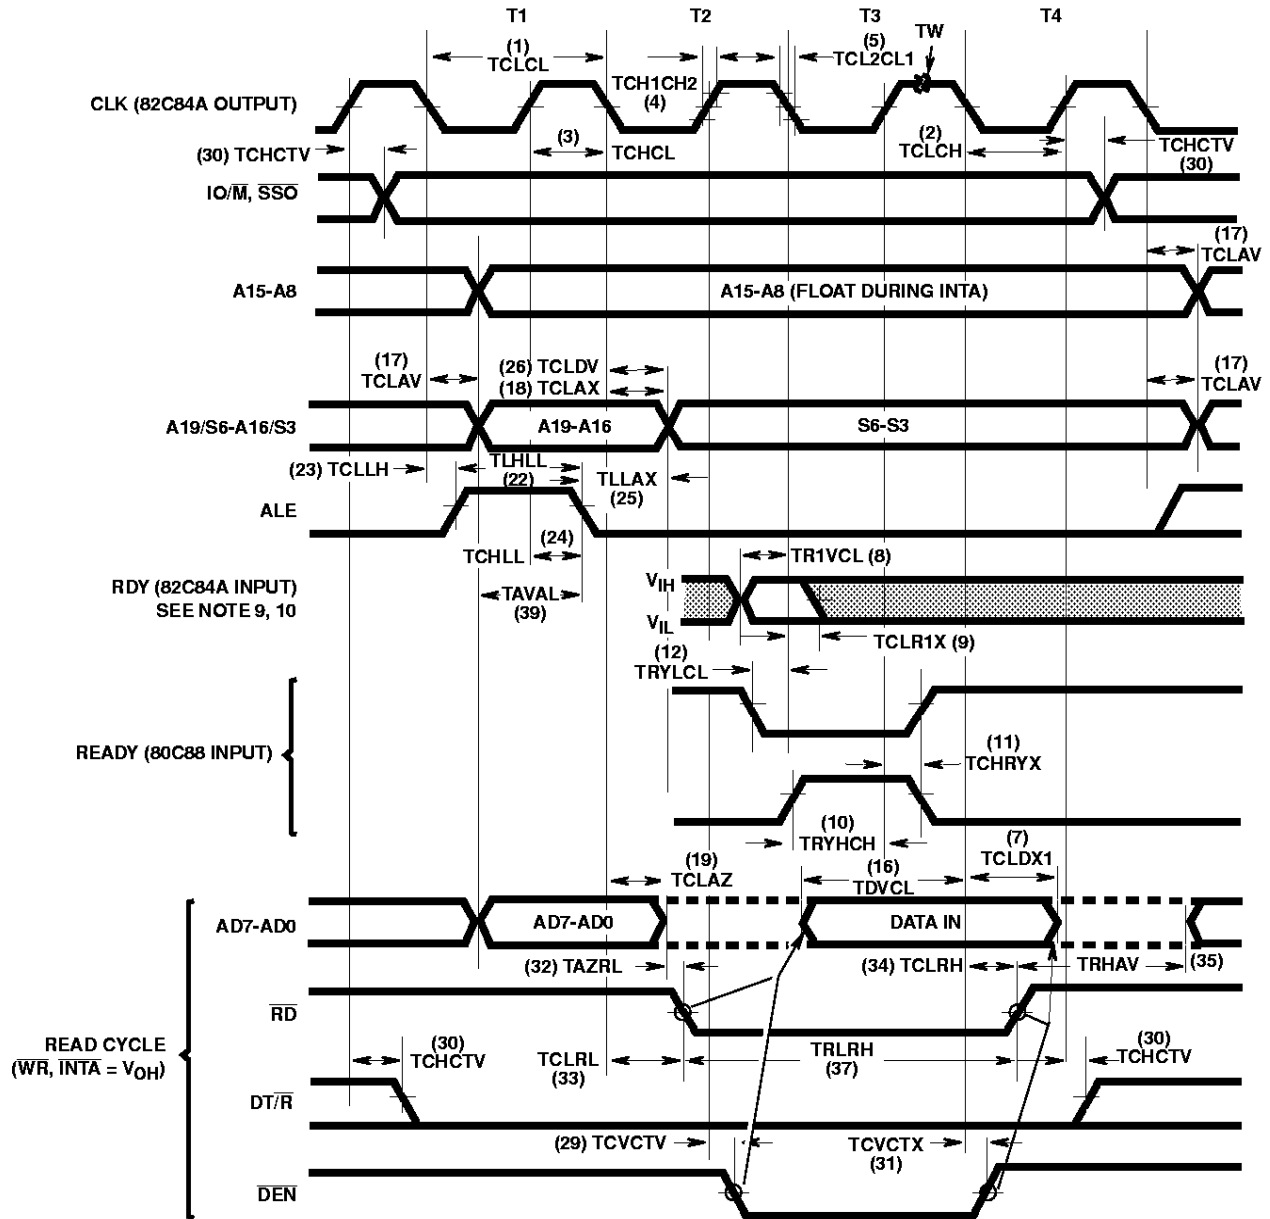 T1 T2 T3 T4
TW
(1)
TCLCL
TCH1CH2
(4)
(5)
TCL2CL1
CLK (82C84A OUTPUT)
(30) TCHCTV
(3)
TCHCL
(2)
TCLCH
TCHCTV
(30)
IO/M̅, S̅S̅O̅
(17)
TCLAV
A15-A8
A15-A8 (FLOAT DURING INTA)
(17)
TCLAV
(26) TCLDV
(18) TCLAX
(17)
TCLAV
A19/S6-A16/S3
A19-A16
S6-S3
(23) TCLLH
TLHLL
(22)
TLLAX
(25)
ALE
(24)
TCHLL
TR1VCL (8)
RDY (82C84A INPUT)
SEE NOTE 9, 10
TAVAL
(39)
VIH
VIL
TCLR1X (9)
(12)
TRYLCL
READY (80C88 INPUT)
(11)
TCHRYX
(10)
TRYHCH
(7)
TCLDX1
(19)
TCLAZ
(16)
TDVCL
AD7-AD0
AD7-AD0
DATA IN
(32) TAZRL
(34) TCLRH
TRHAV
(35)
R̅D̅
READ CYCLE
(W̅R̅, I̅N̅T̅A̅ = VOH)
(30)
TCHCTV
TCLRL
(33)
TRLRH
(37)
(30)
TCHCTV
DT/R̅
(29) TCVCTV
TCVCTX
(31)
D̅E̅N̅